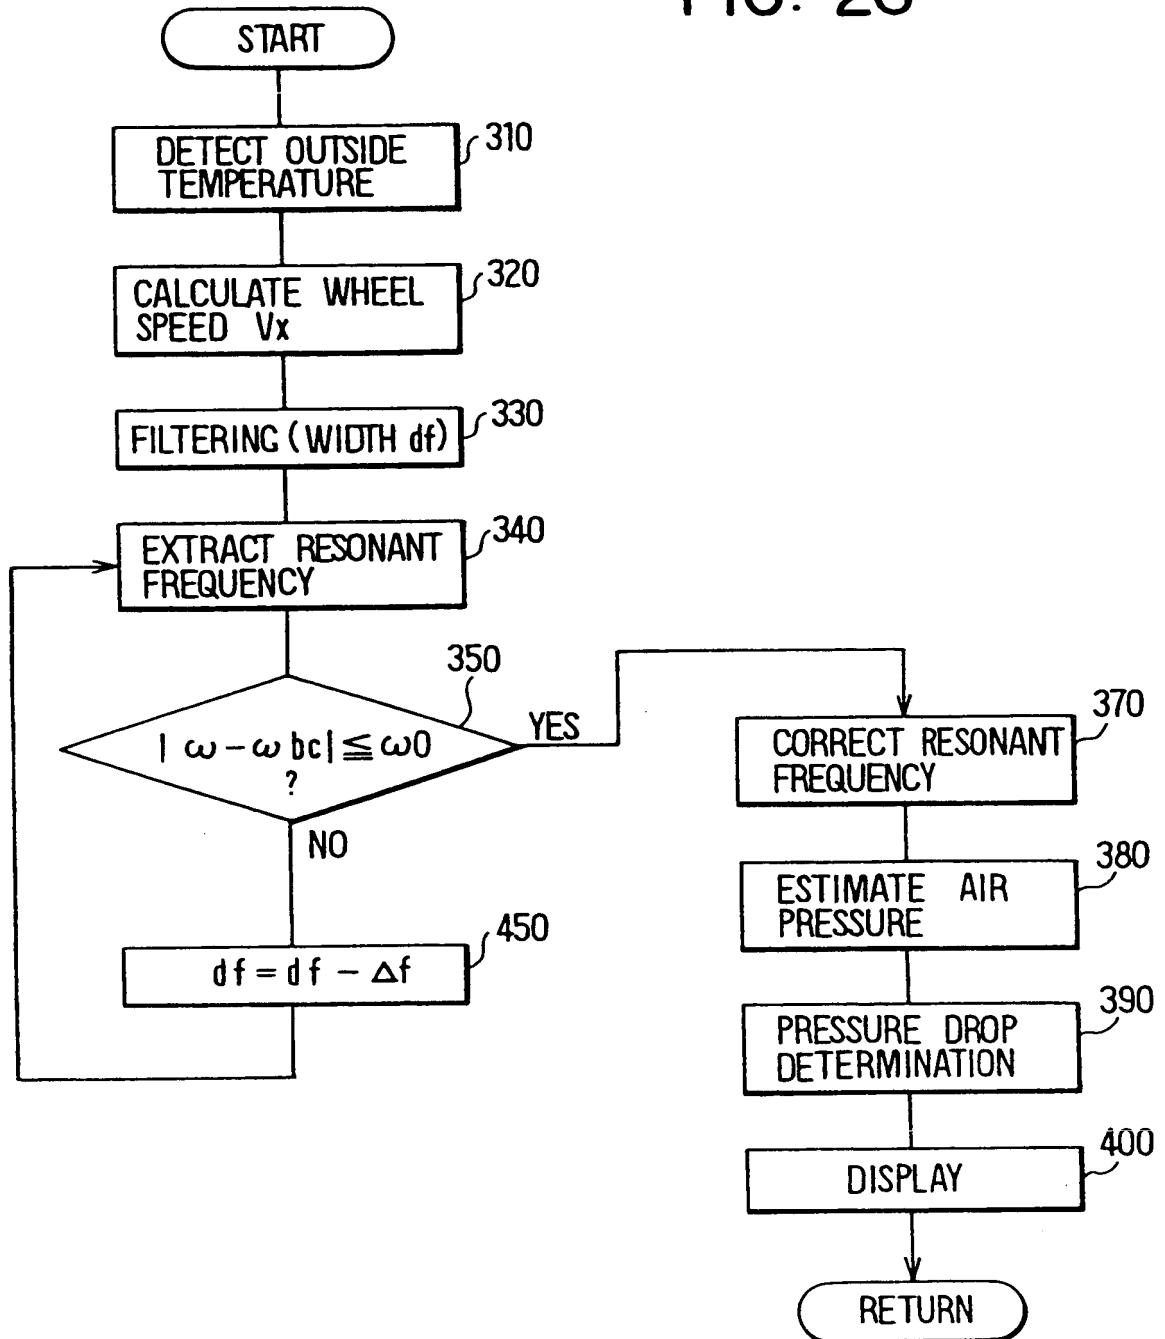 START
DETECT OUTSIDE
TEMPERATURE
310
CALCULATE WHEEL
SPEED Vx
320
FILTERING (WIDTH df)
330
EXTRACT RESONANT
FREQUENCY
340
350
| ω - ω bc| ≦ ω0
?
YES
NO
df = df - Δf
450
CORRECT RESONANT
FREQUENCY
370
ESTIMATE AIR
PRESSURE
380
PRESSURE DROP
DETERMINATION
390
DISPLAY
400
RETURN